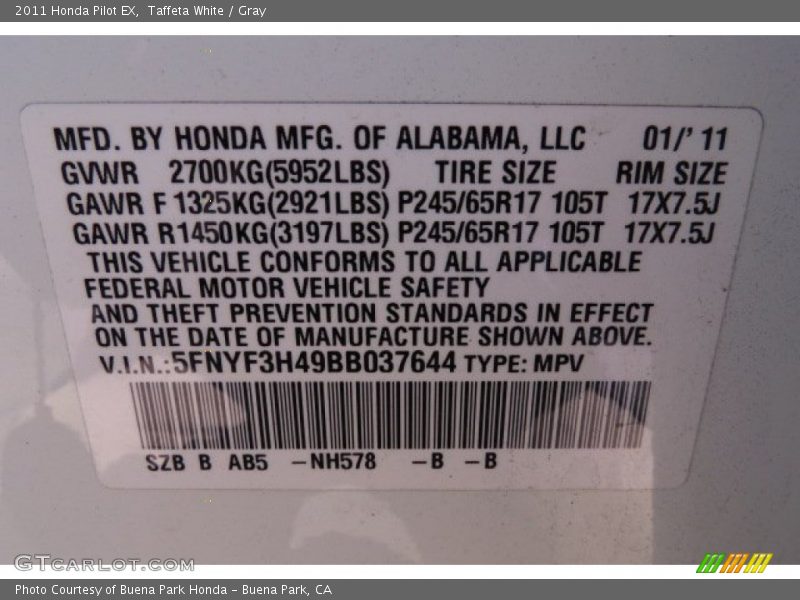 2011 Honda Pilot EX, Taffeta White / Gray
MFD. BY HONDA MFG. OF ALABAMA, LLC 01/'11
GVWR 2700KG(5952LBS) TIRE SIZE RIM SIZE
GAWR F 1325KG(2921LBS) P245/65R17 105T 17X7.5J
GAWR R1450KG(3197LBS) P245/65R17 105T 17X7.5J
THIS VEHICLE CONFORMS TO ALL APPLICABLE
FEDERAL MOTOR VEHICLE SAFETY
AND THEFT PREVENTION STANDARDS IN EFFECT
ON THE DATE OF MANUFACTURE SHOWN ABOVE.
V.I.N.:5FNYF3H49BB037644 TYPE: MPV
SZB B AB5 -NH578 -B -B
GTCARLOT.COM
Photo Courtesy of Buena Park Honda - Buena Park, CA